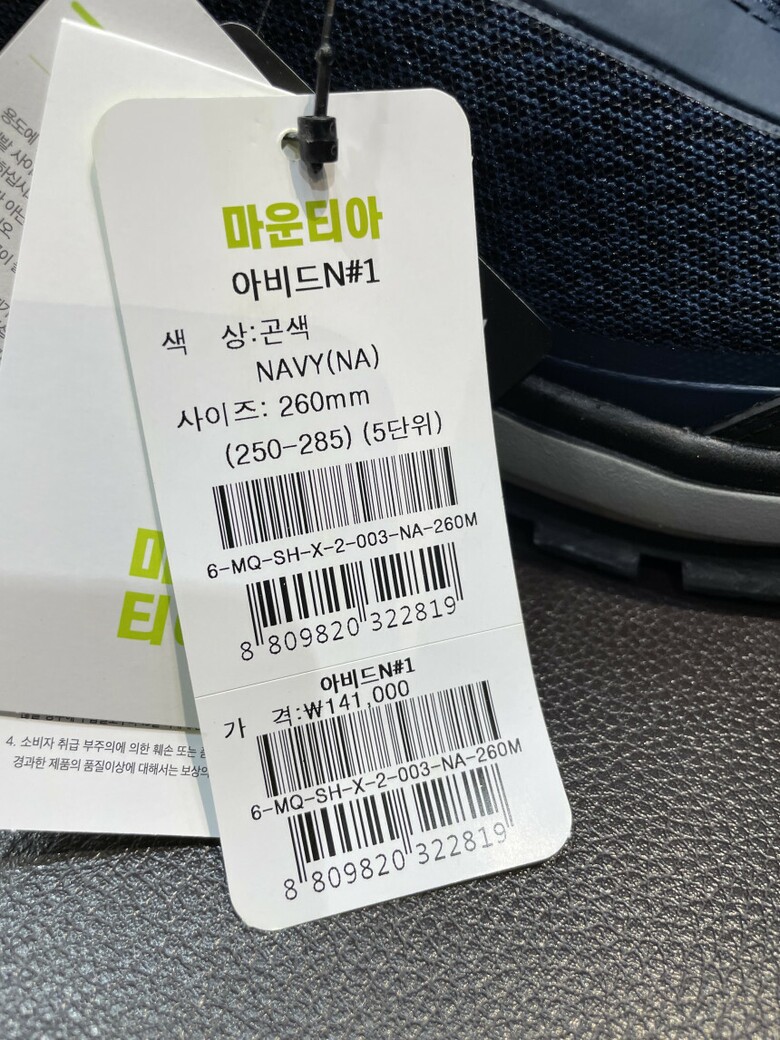 마운티아
아비드N#1
색 상:곤색
NAVY(NA)
사이즈: 260mm
(250-285) (5단위)
6-MQ-SH-X-2-003-NA-260M
8 809820 322819
아비드N#1
가 격:₩141,000
6-MQ-SH-X-2-003-NA-260M
8 809820 322819
용도에
4. 소비자 취급 부주의에 의한 훼손 또는
경과한 제품의 품질이상에 대해서는 보상의